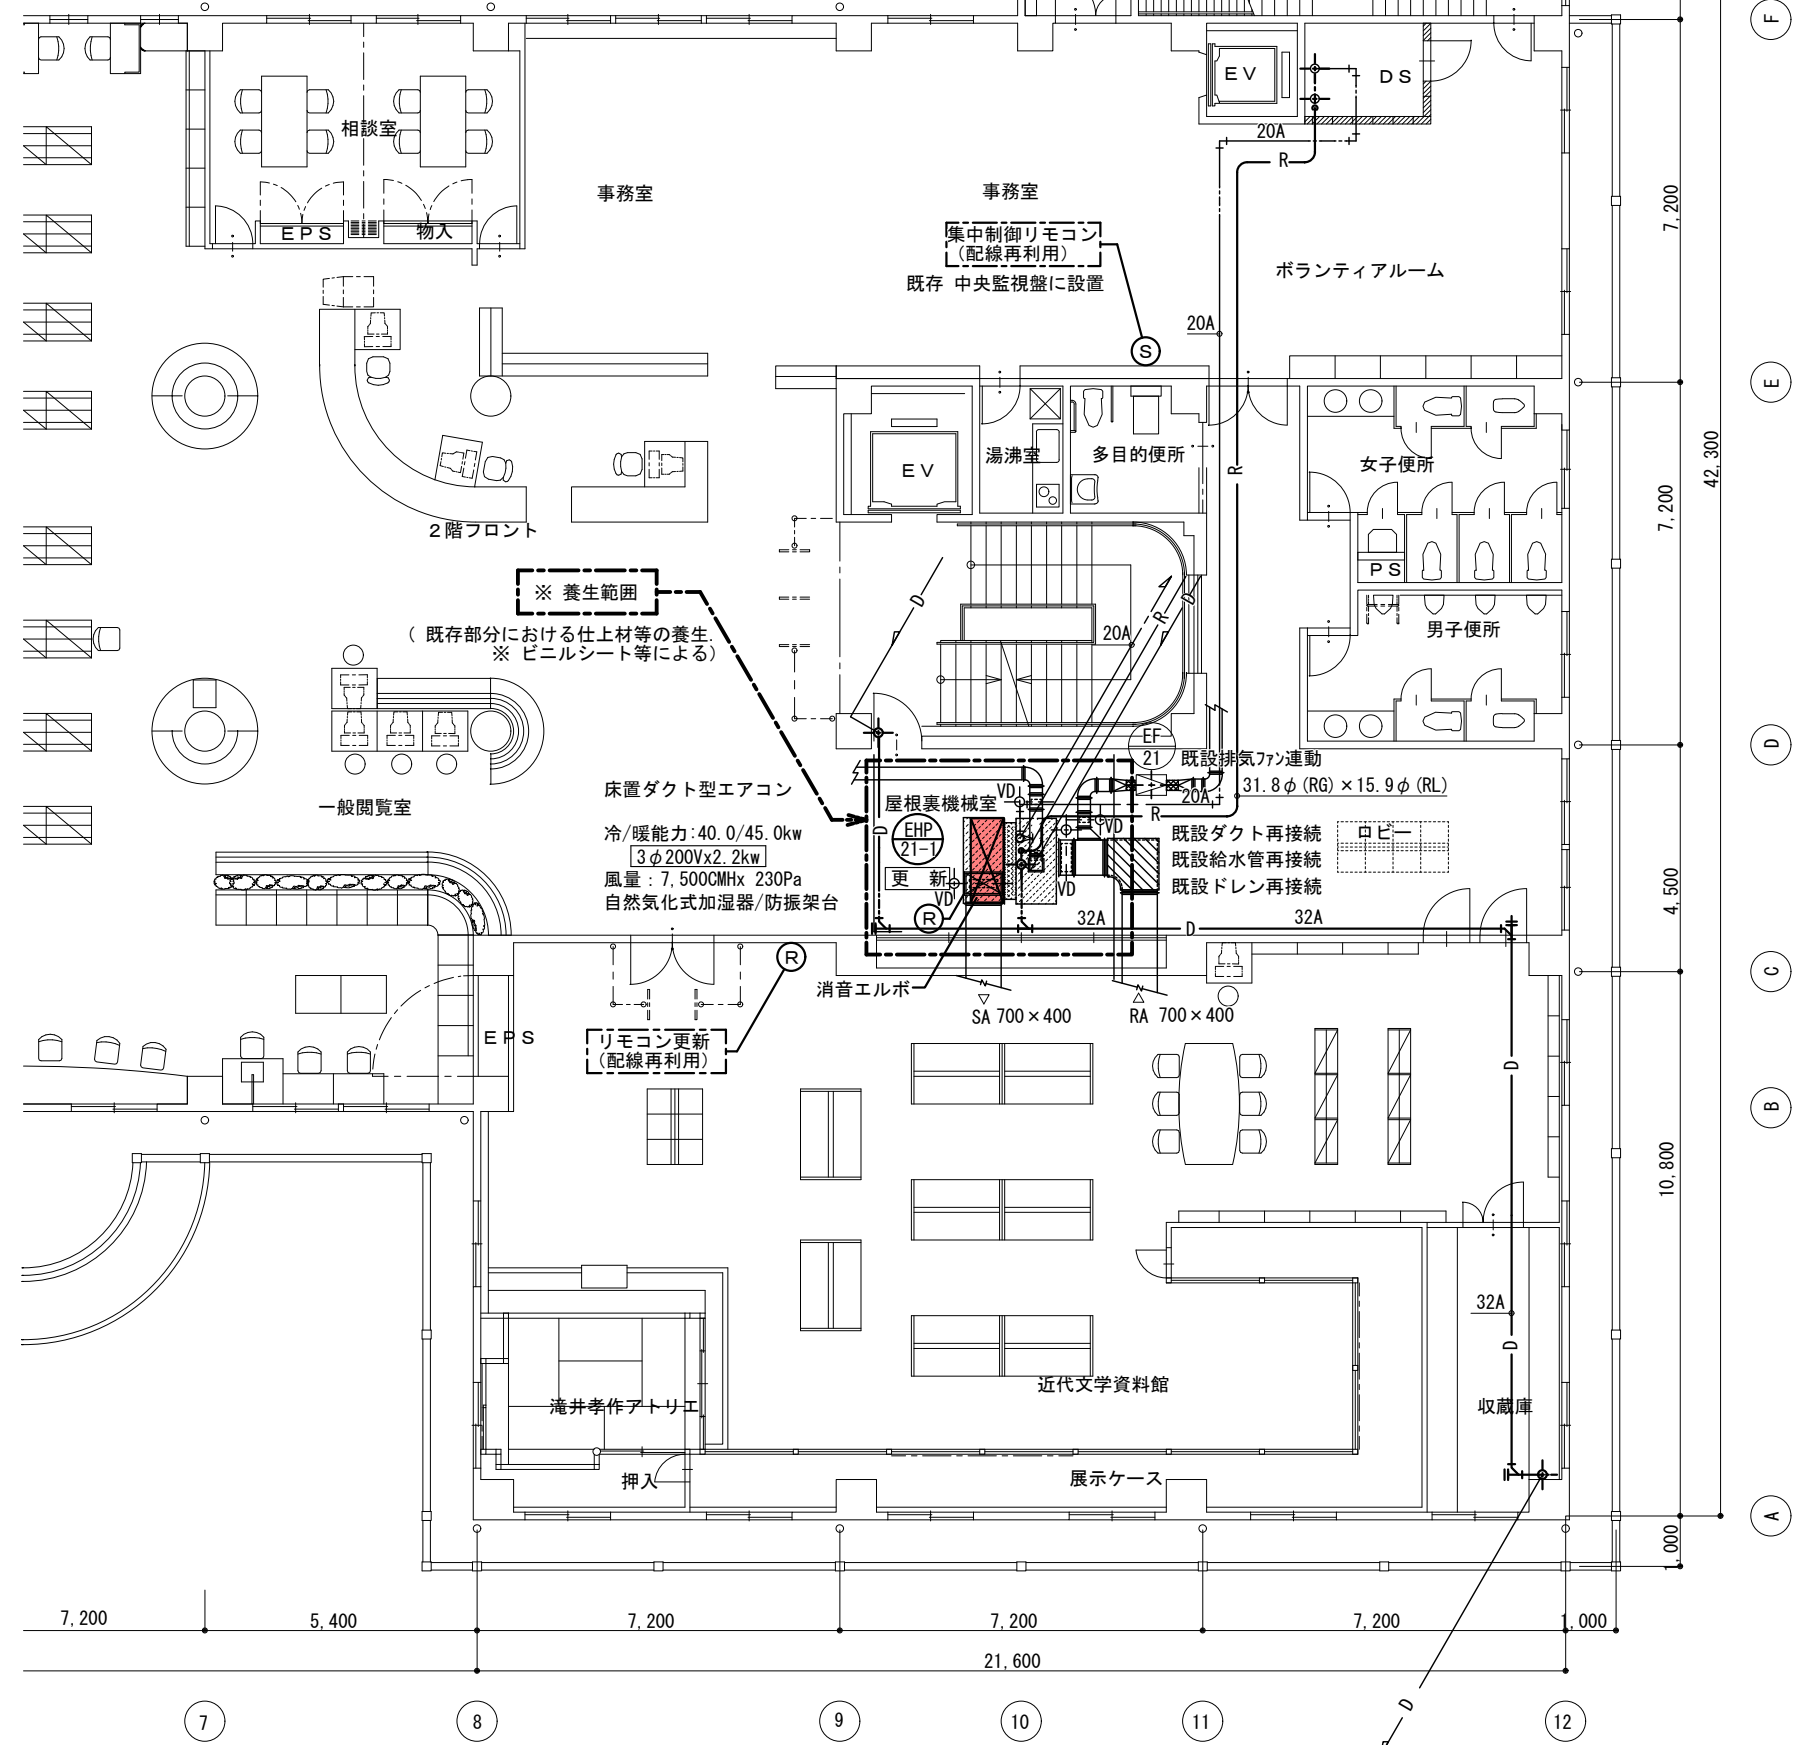 F
EV
DS
20A
R
相談室
事務室
事務室
7,200
EPS
物入
集中制御リモコン
(配線再利用)
既存 中央監視盤に設置
ボランティアルーム
20A
S
E
EV
湯沸室
多目的便所
女子便所
R
42,300
7,200
2階フロント
PS
※ 養生範囲
( 既存部分における仕上材等の養生.
※ ビニルシート等による)
D
R
D
20A
男子便所
EF
21
既設排気ファン連動
D
床置ダクト型エアコン
屋根裏機械室
VD
20A
31.8φ(RG)×15.9φ(RL)
一般閲覧室
冷/暖能力:40.0/45.0kw
3φ200Vx2.2kw
風量:7,500CMHx 230Pa
自然気化式加湿器/防振架台
D
EHP
21-1
更 新
VD
R
VD
VD
既設ダクト再接続
既設給水管再接続
既設ドレン再接続
ロビー
4,500
R
32A
D
32A
R
消音エルボ
C
SA 700×400
RA 700×400
EPS
リモコン更新
(配線再利用)
D
B
10,800
32A
D
滝井孝作アトリエ
近代文学資料館
収蔵庫
押入
展示ケース
A
1,000
7,200
5,400
7,200
7,200
7,200
1,000
21,600
D
7
8
9
10
11
12